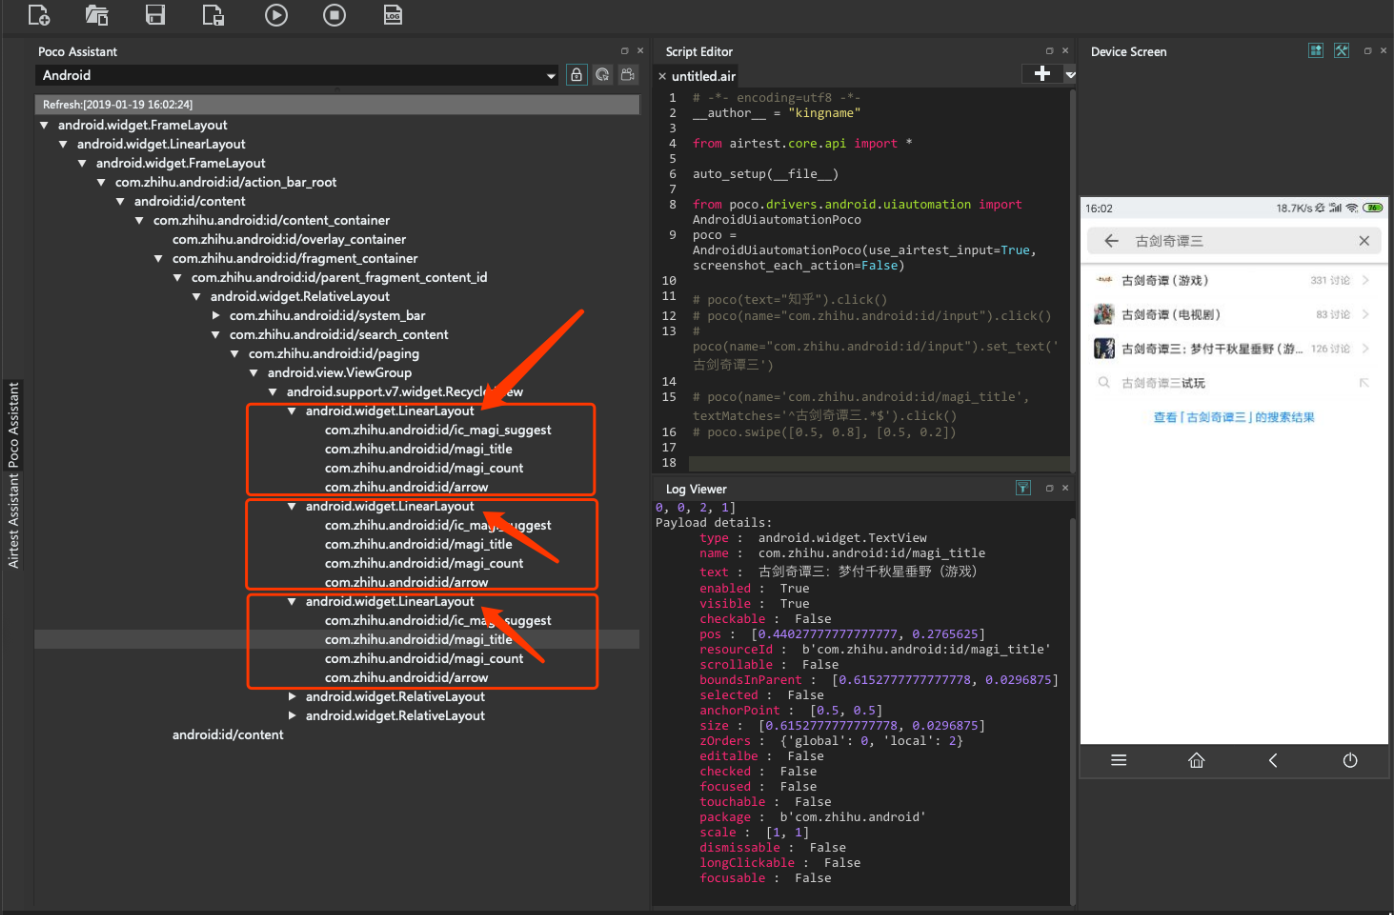 LOG
Poco Assistant
Android
Refresh:[2019-01-19 16:02:24]
android.widget.FrameLayout
android.widget.LinearLayout
android.widget.FrameLayout
com.zhihu.android:id/action_bar_root
android:id/content
com.zhihu.android:id/content_container
com.zhihu.android:id/overlay_container
com.zhihu.android:id/fragment_container
com.zhihu.android:id/parent_fragment_content_id
android.widget.RelativeLayout
com.zhihu.android:id/system_bar
com.zhihu.android:id/search_content
com.zhihu.android:id/paging
android.view.ViewGroup
android.support.v7.widget.RecyclerView
android.widget.LinearLayout
com.zhihu.android:id/ic_magi_suggest
com.zhihu.android:id/magi_title
com.zhihu.android:id/magi_count
com.zhihu.android:id/arrow
android.widget.LinearLayout
com.zhihu.android:id/ic_magi_suggest
com.zhihu.android:id/magi_title
com.zhihu.android:id/magi_count
com.zhihu.android:id/arrow
android.widget.LinearLayout
com.zhihu.android:id/ic_magi_suggest
com.zhihu.android:id/magi_title
com.zhihu.android:id/magi_count
com.zhihu.android:id/arrow
android.widget.RelativeLayout
android.widget.RelativeLayout
android:id/content
Airtest Assistant Poco Assistant
Script Editor
× untitled.air
1 # -*- encoding=utf8 -*-
2 __author__ = "kingname"
3
4 from airtest.core.api import *
5
6 auto_setup(__file__)
7
8 from poco.drivers.android.uiautomation import
AndroidUiautomationPoco
9 poco =
AndroidUiautomationPoco(use_airtest_input=True,
screenshot_each_action=False)
10
11 # poco(text="知乎").click()
12 # poco(name="com.zhihu.android:id/input").click()
13 #
poco(name="com.zhihu.android:id/input").set_text('
古剑奇谭三')
14
15 # poco(name='com.zhihu.android:id/magi_title',
textMatches='^古剑奇谭三.*$').click()
16 # poco.swipe([0.5, 0.8], [0.5, 0.2])
17
18
Log Viewer
0, 0, 2, 1]
Payload details:
type : android.widget.TextView
name : com.zhihu.android:id/magi_title
text : 古剑奇谭三：梦付千秋星垂野（游戏）
enabled : True
visible : True
checkable : False
pos : [0.44027777777777777, 0.2765625]
resourceId : b'com.zhihu.android:id/magi_title'
scrollable : False
boundsInParent : [0.6152777777777778, 0.0296875]
selected : False
anchorPoint : [0.5, 0.5]
size : [0.6152777777777778, 0.0296875]
zOrders : {'global': 0, 'local': 2}
editalbe : False
checked : False
focused : False
touchable : False
package : b'com.zhihu.android'
scale : [1, 1]
dismissable : False
longClickable : False
focusable : False
Device Screen
16:02 18.7K/s 76
古剑奇谭三
古剑奇谭（游戏） 331 讨论
古剑奇谭（电视剧） 83 讨论
古剑奇谭三：梦付千秋星垂野（游... 126 讨论
古剑奇谭三试玩
查看「古剑奇谭三」的搜索结果